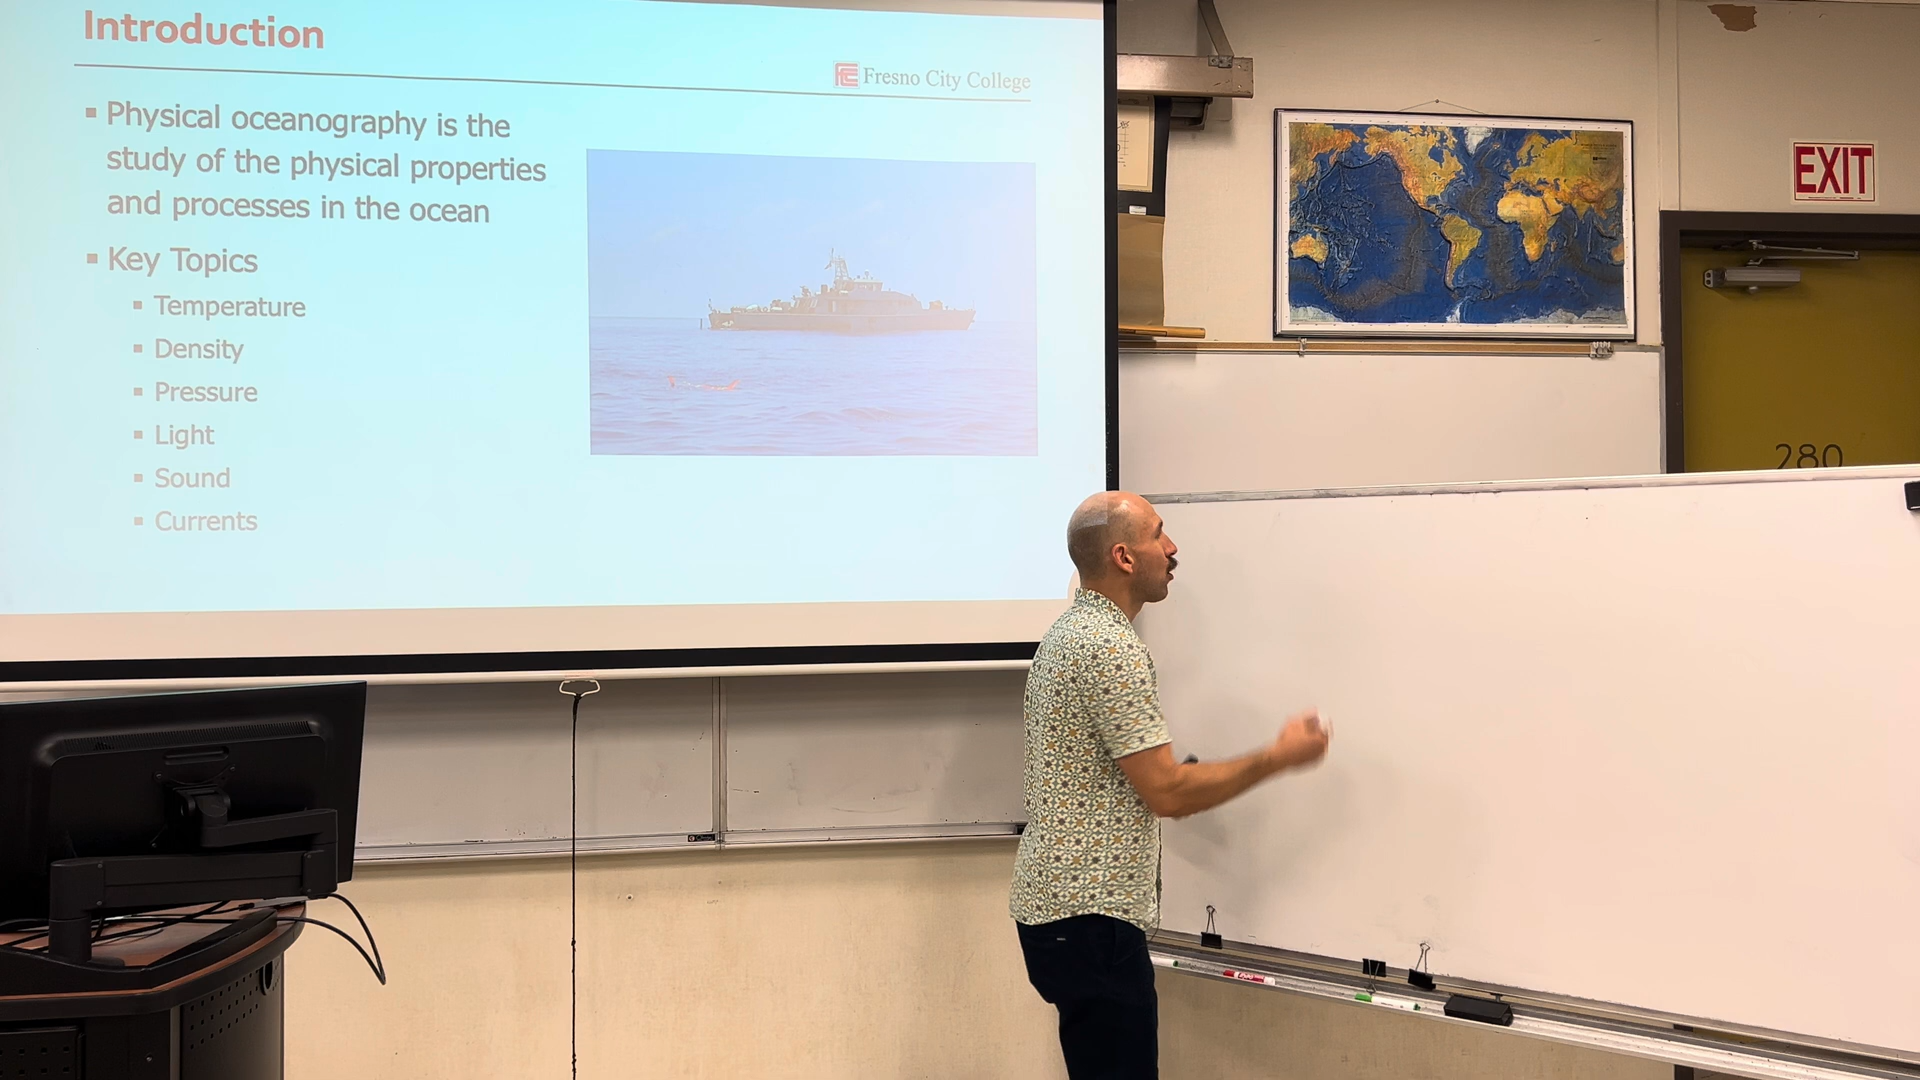 Introduction
Fresno City College
Physical oceanography is the
study of the physical properties
and processes in the ocean
Key Topics
Temperature
Density
Pressure
Light
Sound
Currents
EXIT
280